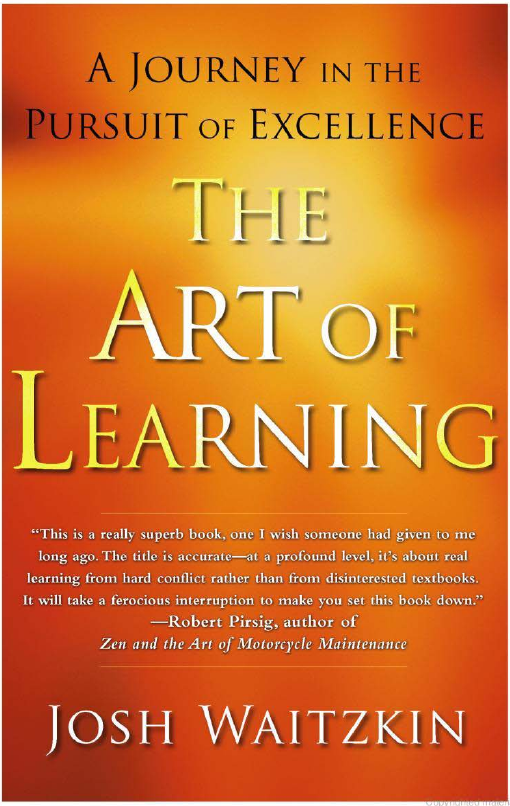 A JOURNEY IN THE
PURSUIT OF EXCELLENCE
THE
ART OF
LEARNING
“This is a really superb book, one I wish someone had given to me
long ago. The title is accurate—at a profound level, it’s about real
learning from hard conflict rather than from disinterested textbooks.
It will take a ferocious interruption to make you set this book down.”
—Robert Pirsig, author of
Zen and the Art of Motorcycle Maintenance
JOSH WAITZKIN